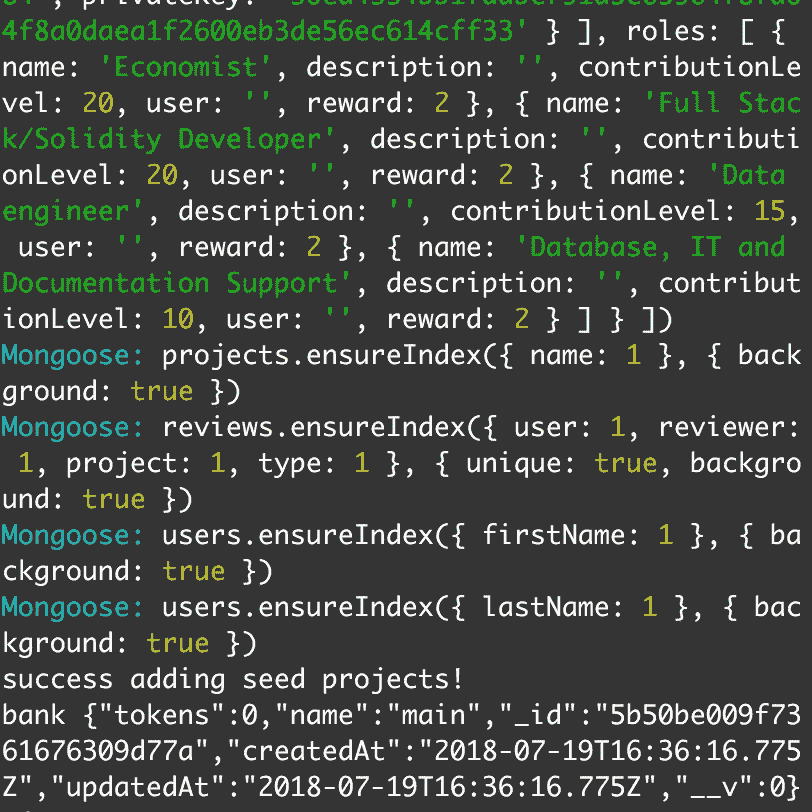 4f8a0daea1f2600eb3de56ec614cff33' } ], roles: [ {
name: 'Economist', description: '', contributionLe
vel: 20, user: '', reward: 2 }, { name: 'Full Stac
k/Solidity Developer', description: '', contributi
onLevel: 20, user: '', reward: 2 }, { name: 'Data
engineer', description: '', contributionLevel: 15,
 user: '', reward: 2 }, { name: 'Database, IT and
Documentation Support', description: '', contribut
ionLevel: 10, user: '', reward: 2 } ] } ])
Mongoose: projects.ensureIndex({ name: 1 }, { back
ground: true })
Mongoose: reviews.ensureIndex({ user: 1, reviewer:
 1, project: 1, type: 1 }, { unique: true, backgro
und: true })
Mongoose: users.ensureIndex({ firstName: 1 }, { ba
ckground: true })
Mongoose: users.ensureIndex({ lastName: 1 }, { bac
kground: true })
success adding seed projects!
bank {"tokens":0,"name":"main","_id":"5b50be009f73
61676309d77a","createdAt":"2018-07-19T16:36:16.775
Z","updatedAt":"2018-07-19T16:36:16.775Z","__v":0}